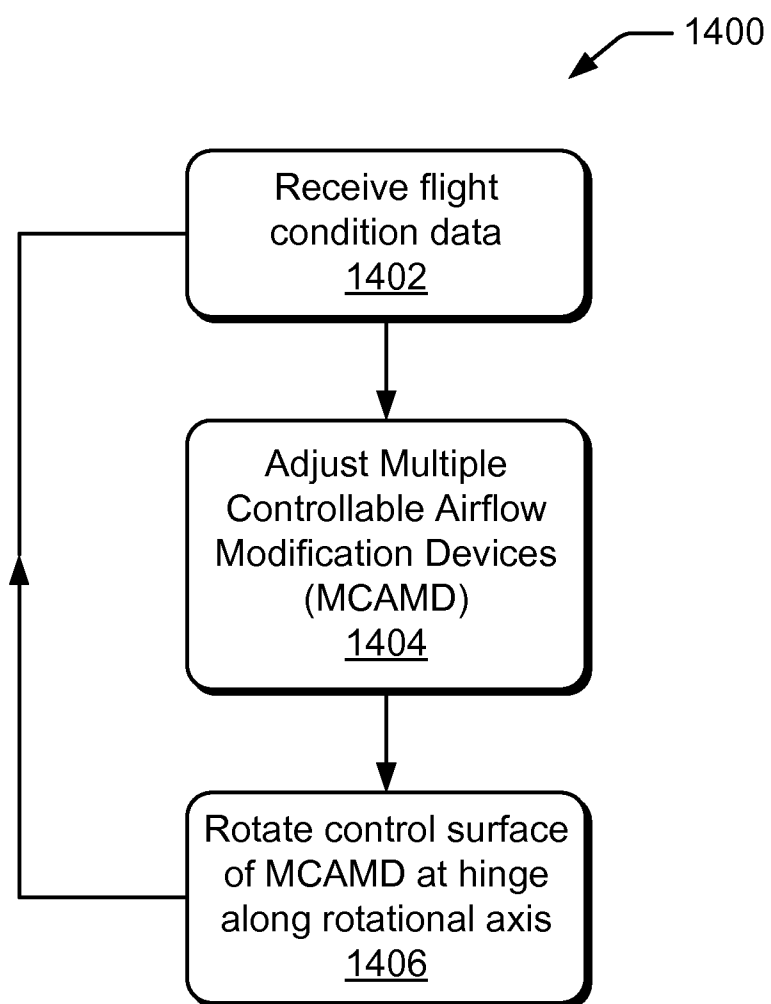 1400
Receive flight
condition data
1402
Adjust Multiple
Controllable Airflow
Modification Devices
(MCAMD)
1404
Rotate control surface
of MCAMD at hinge
along rotational axis
1406